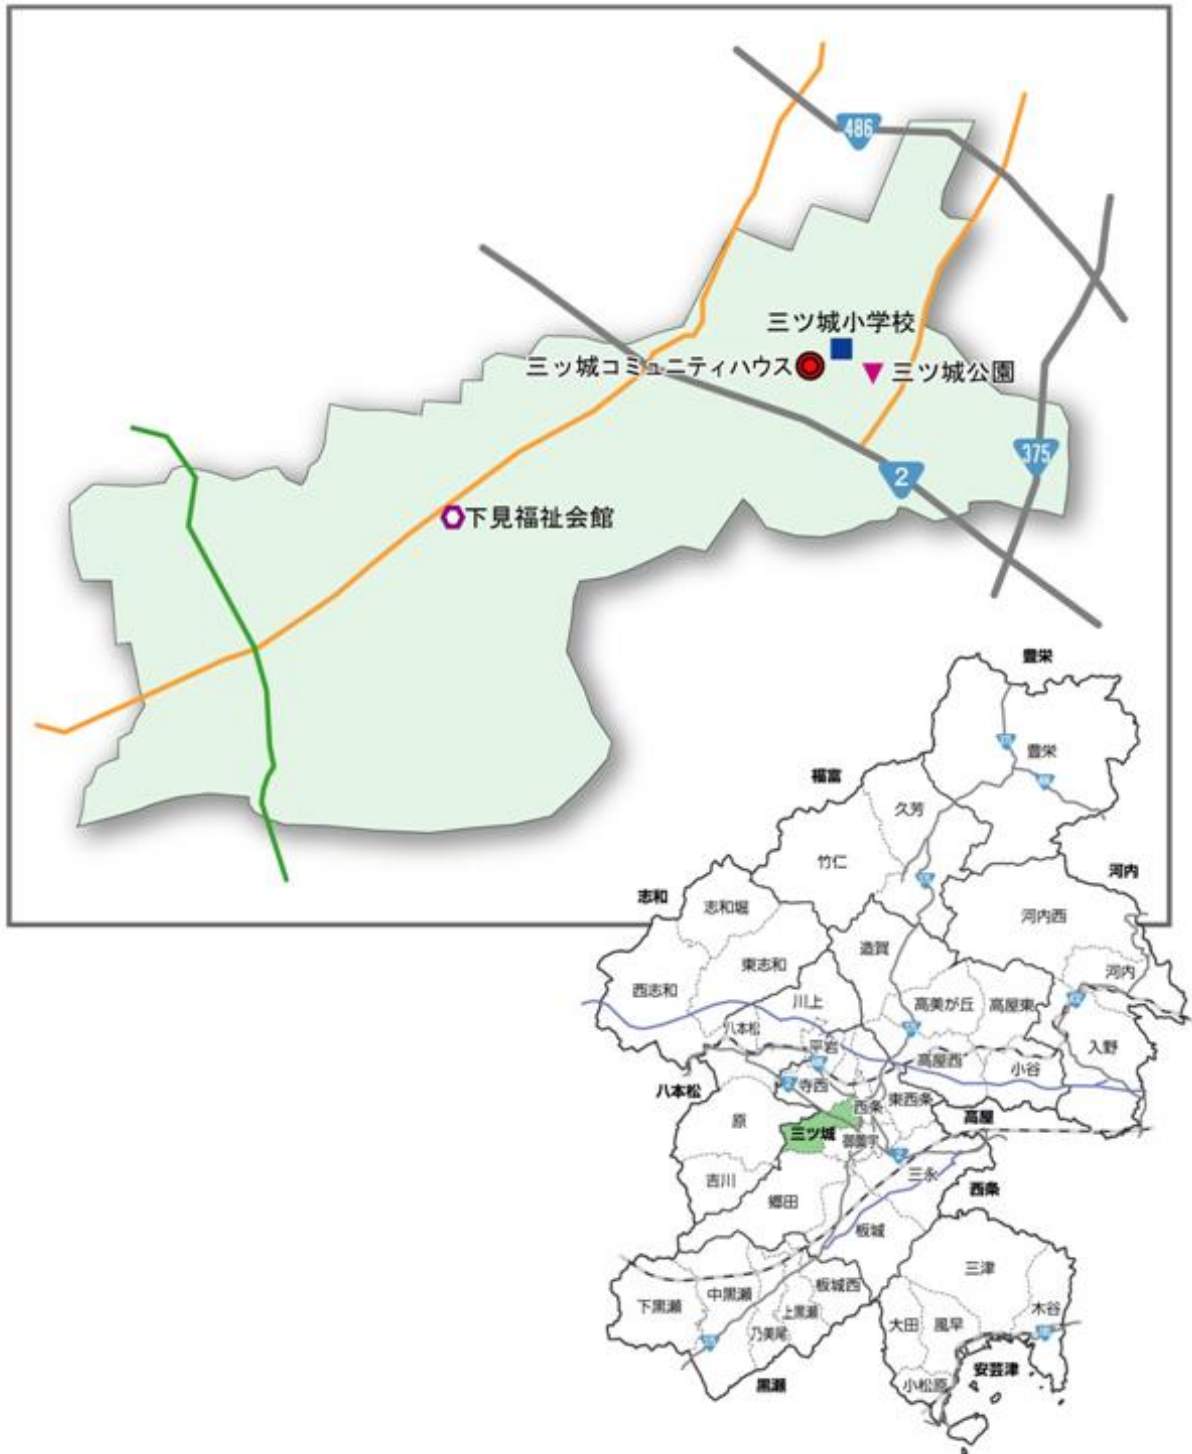 486
三ツ城小学校
三ッ城コミュニティハウス
三ツ城公園
375
2
下見福祉会館
豊栄
豊栄
福富
久芳
竹仁
河内
志和
志和堀
河内西
造賀
東志和
河内
西志和
川上
高美が丘
高屋東
八本松
平岩
入野
高屋西
小谷
八本松
2
寺西
東西条
西条
原
高屋
三ツ城
御薗宇
2
三永
吉川
西条
郷田
板城
三津
板城西
中黒瀬
下黒瀬
上黒瀬
木谷
大田
風早
乃美尾
安芸津
黒瀬
小松原